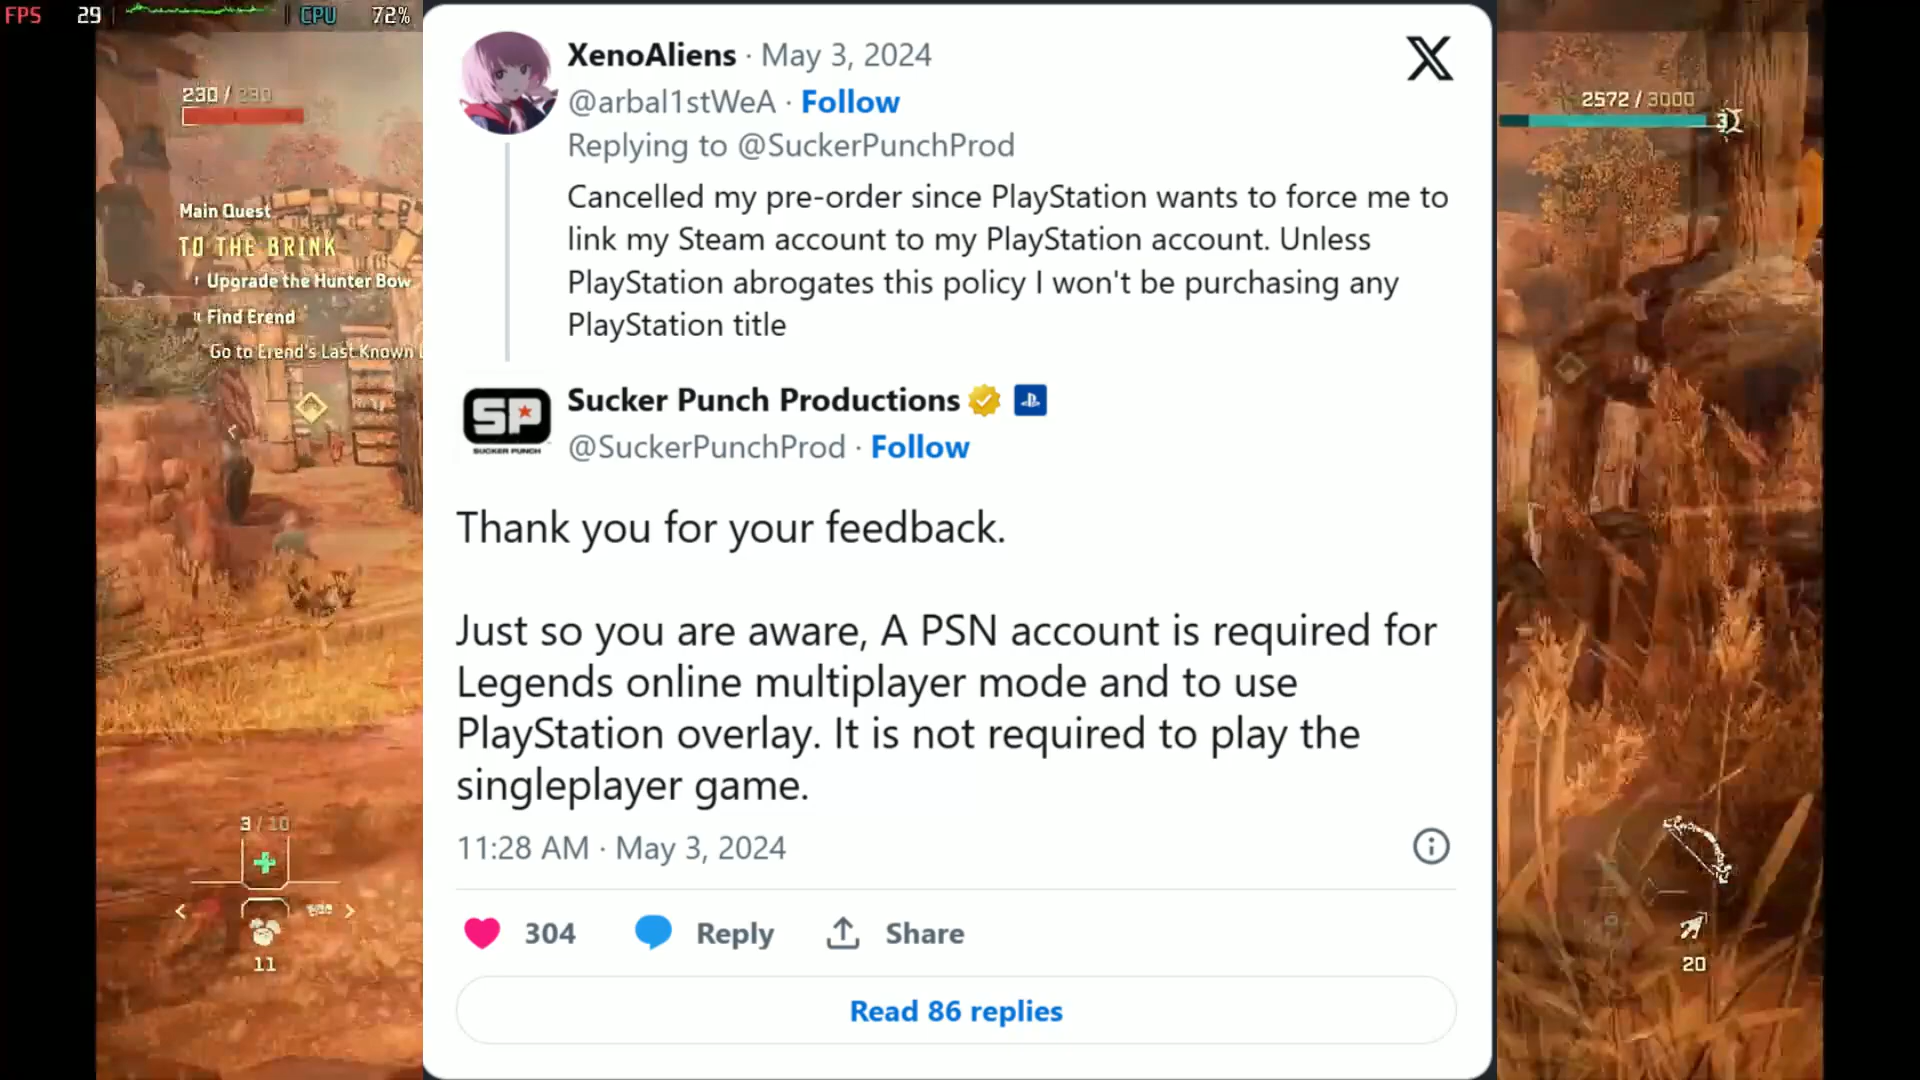 FPS 29 CPU 72%
230 / 230
Main Quest
TO THE BRINK
Upgrade the Hunter Bow
Find Erend
Go to Erend's Last Known
3 / 10
11
XenoAliens · May 3, 2024
@arbal1stWeA · Follow
Replying to @SuckerPunchProd
Cancelled my pre-order since PlayStation wants to force me to
link my Steam account to my PlayStation account. Unless
PlayStation abrogates this policy I won't be purchasing any
PlayStation title
SP
SUCKER PUNCH
Sucker Punch Productions
@SuckerPunchProd · Follow
Thank you for your feedback.
Just so you are aware, A PSN account is required for
Legends online multiplayer mode and to use
PlayStation overlay. It is not required to play the
singleplayer game.
11:28 AM · May 3, 2024
304 Reply Share
Read 86 replies
2572 / 3000
3
20